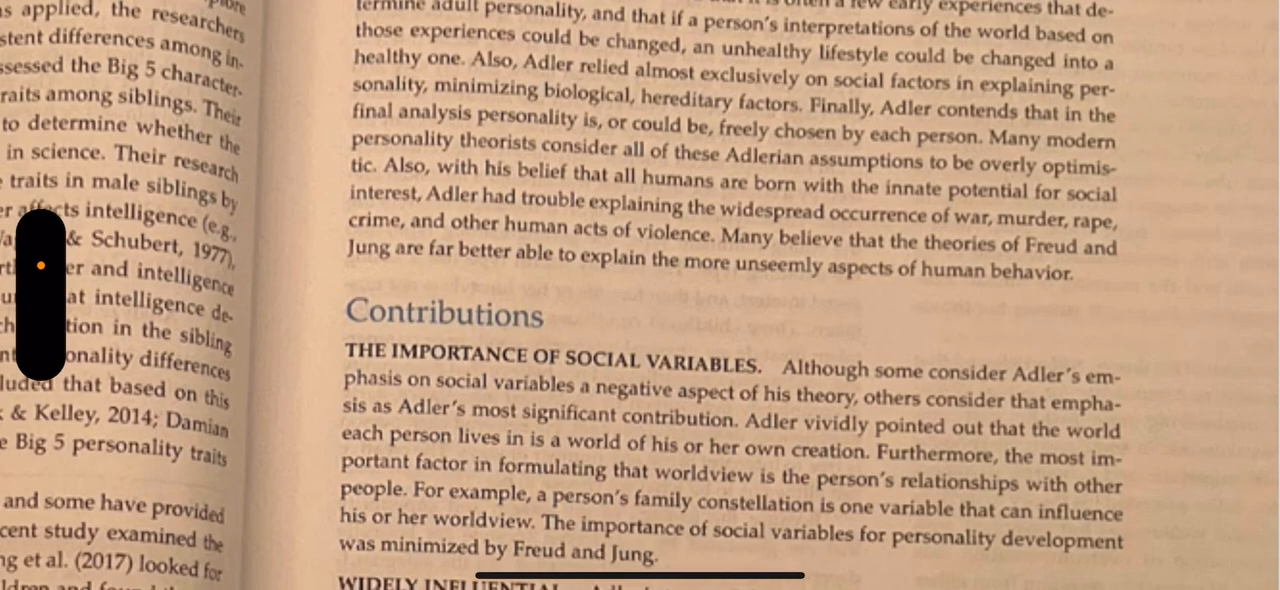 plore
s applied, the researchers
stent differences among in-
ssessed the Big 5 character-
raits among siblings. Their
to determine whether the
in science. Their research
traits in male siblings by
er affects intelligence (e.g.,
& Schubert, 1977),
er and intelligence
at intelligence de-
tion in the sibling
onality differences
luded that based on this
& Kelley, 2014; Damian
e Big 5 personality traits
and some have provided
cent study examined the
ng et al. (2017) looked for
termine adult personality, and that if a person's interpretations of the world based on
those experiences could be changed, an unhealthy lifestyle could be changed into a
healthy one. Also, Adler relied almost exclusively on social factors in explaining per-
sonality, minimizing biological, hereditary factors. Finally, Adler contends that in the
final analysis personality is, or could be, freely chosen by each person. Many modern
personality theorists consider all of these Adlerian assumptions to be overly optimis-
tic. Also, with his belief that all humans are born with the innate potential for social
interest, Adler had trouble explaining the widespread occurrence of war, murder, rape,
crime, and other human acts of violence. Many believe that the theories of Freud and
Jung are far better able to explain the more unseemly aspects of human behavior.
Contributions
THE IMPORTANCE OF SOCIAL VARIABLES. Although some consider Adler's em-
phasis on social variables a negative aspect of his theory, others consider that empha-
sis as Adler's most significant contribution. Adler vividly pointed out that the world
each person lives in is a world of his or her own creation. Furthermore, the most im-
portant factor in formulating that worldview is the person's relationships with other
people. For example, a person's family constellation is one variable that can influence
his or her worldview. The importance of social variables for personality development
was minimized by Freud and Jung.
WIDELY INFLUENTIAL